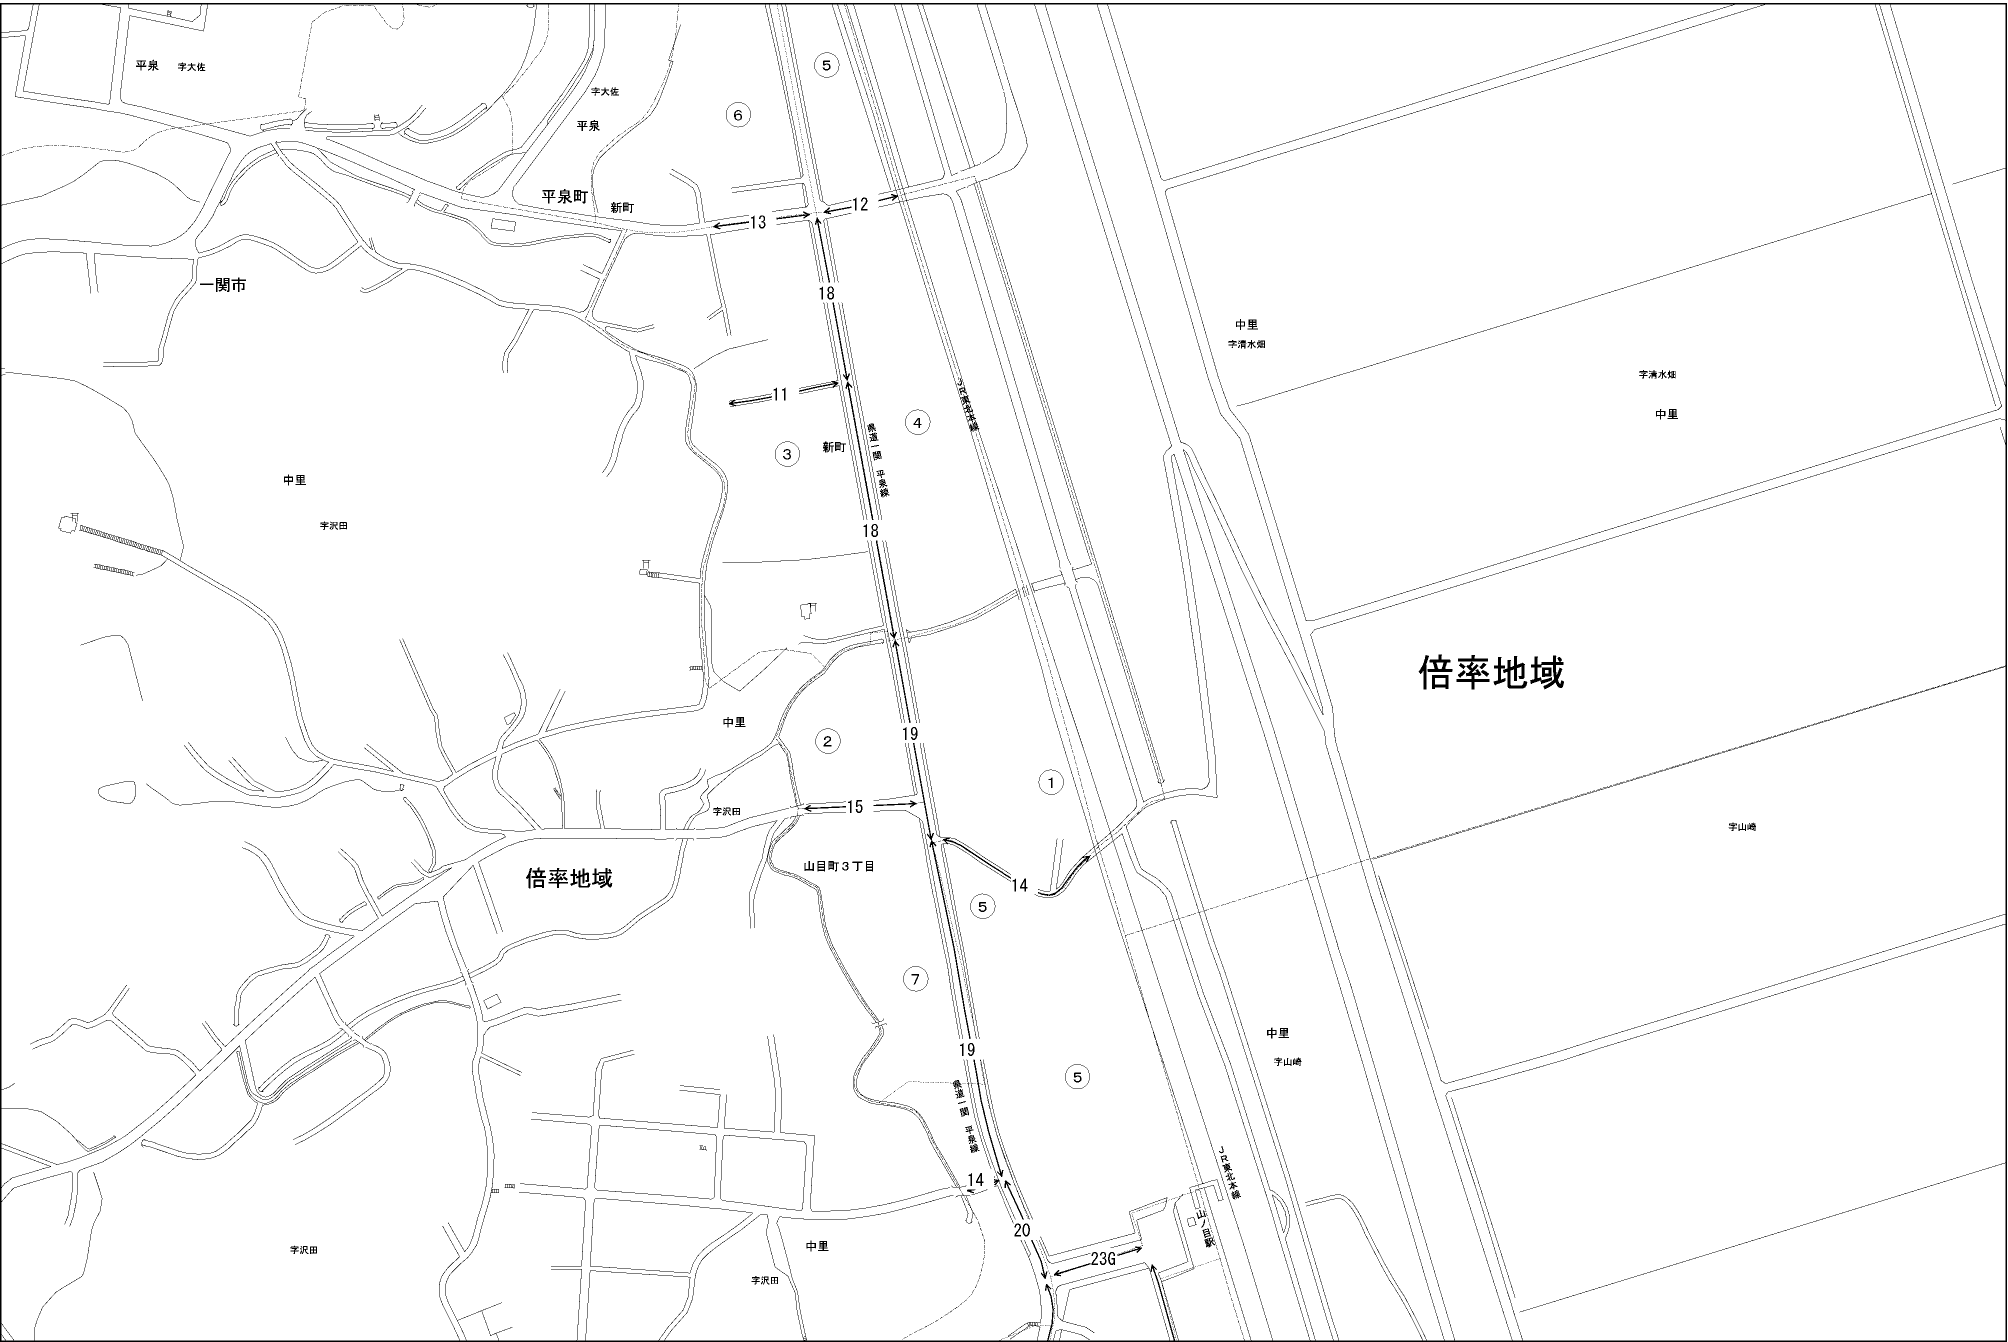 平泉 字大佐
⑤
字大佐
⑥
平泉
平泉町 新町
13 12
一関市
18
中里
字清水畑
字清水畑
11
中里
④
県道一関 平泉線
JR東北本線
新町
③
中里
字沢田
18
倍率地域
中里
19
②
①
15
字沢田
字山崎
山目町3丁目
倍率地域
14
⑤
⑦
中里
字山崎
19
⑤
県道一関 平泉線
JR東北本線
14
山ノ目駅
20
中里
字沢田
23G
字沢田